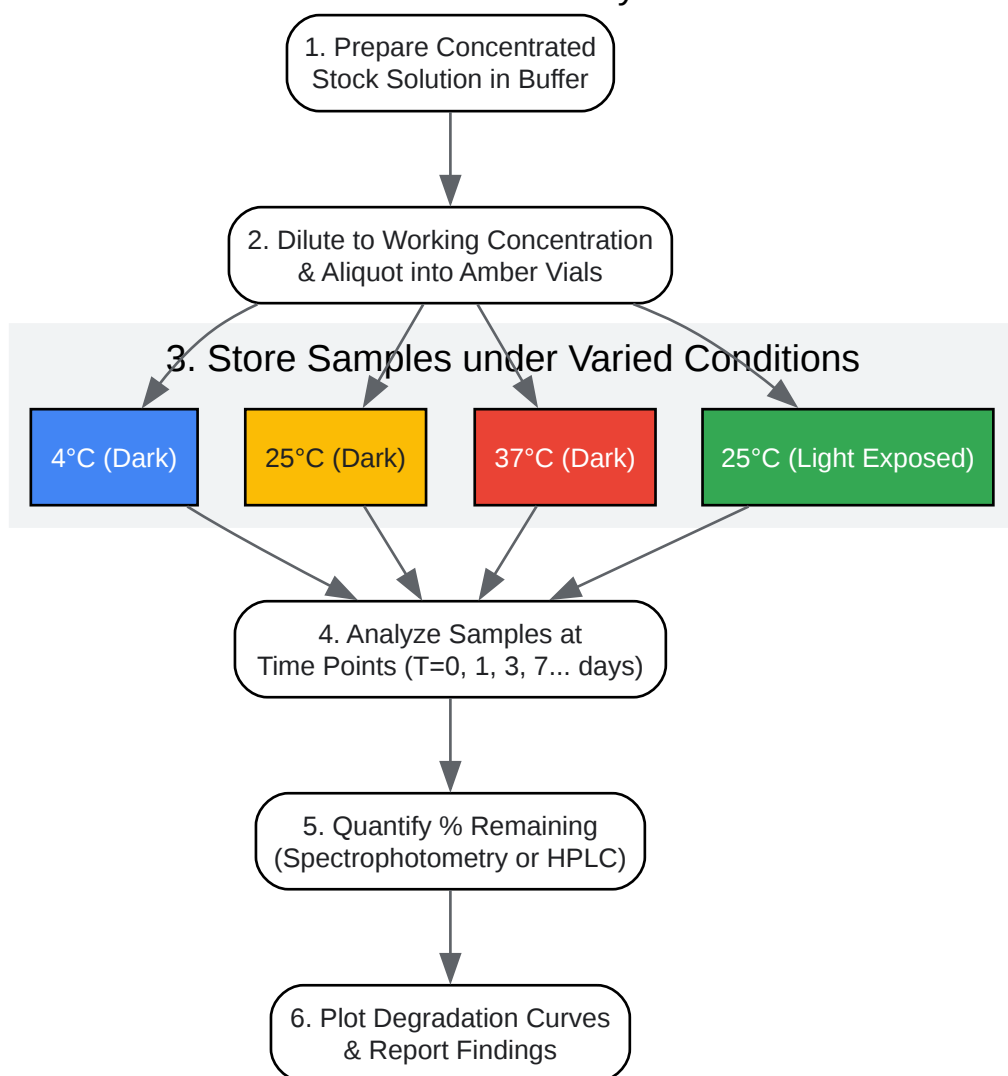 1. Prepare Concentrated
Stock Solution in Buffer
2. Dilute to Working Concentration
& Aliquot into Amber Vials
3. Store Samples under Varied Conditions
4°C (Dark)
25°C (Dark)
37°C (Dark)
25°C (Light Exposed)
4. Analyze Samples at
Time Points (T=0, 1, 3, 7... days)
5. Quantify % Remaining
(Spectrophotometry or HPLC)
6. Plot Degradation Curves
& Report Findings